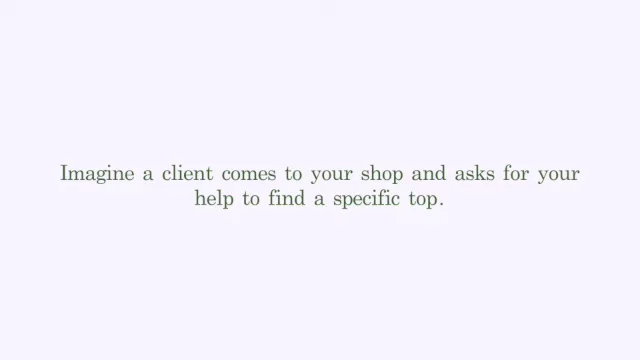 Imagine a client comes to your shop and asks for your
help to find a specific top.